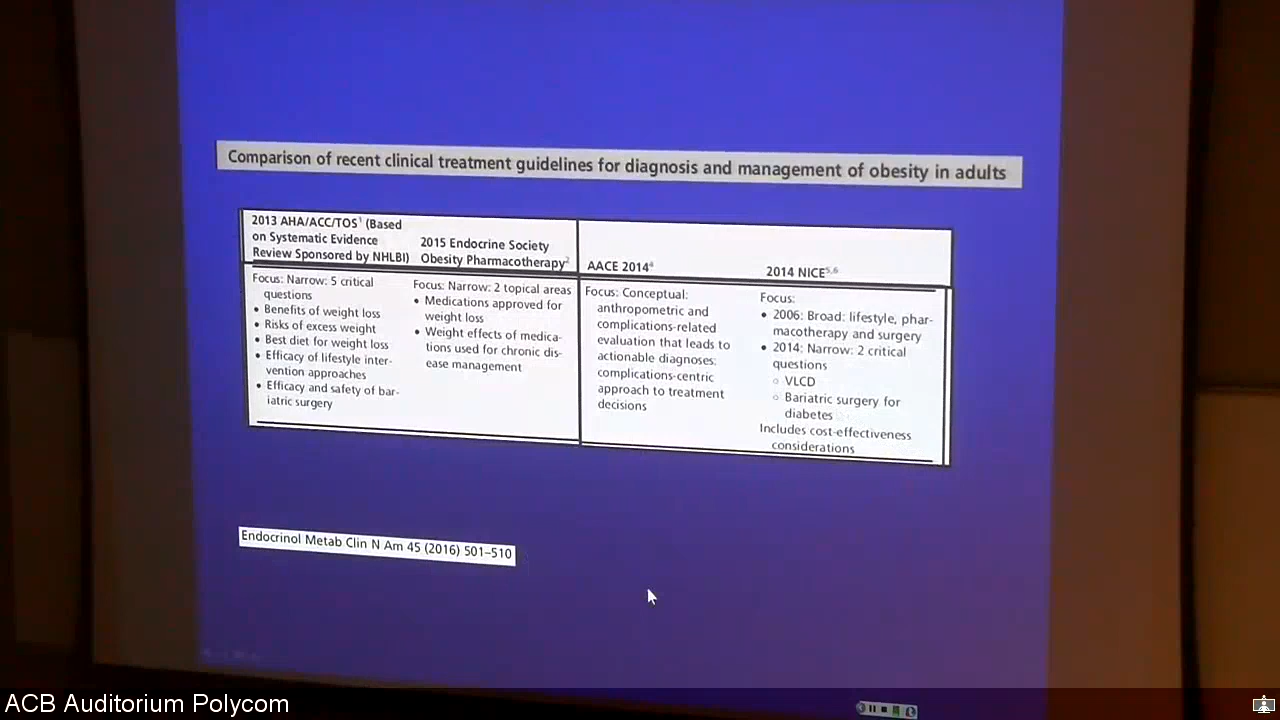 Comparison of recent clinical treatment guidelines for diagnosis and management of obesity in adults
2013 AHA/ACC/TOS¹ (Based
on Systematic Evidence
Review Sponsored by NHLBI)
2015 Endocrine Society
Obesity Pharmacotherapy²
AACE 2014⁴
2014 NICE⁵,⁶
Focus: Narrow: 5 critical
questions
• Benefits of weight loss
• Risks of excess weight
• Best diet for weight loss
• Efficacy of lifestyle inter-
vention approaches
• Efficacy and safety of bar-
iatric surgery
Focus: Narrow: 2 topical areas
• Medications approved for
weight loss
• Weight effects of medica-
tions used for chronic dis-
ease management
Focus: Conceptual:
anthropometric and
complications-related
evaluation that leads to
actionable diagnoses:
complications-centric
approach to treatment
decisions
Focus:
• 2006: Broad: lifestyle, phar-
macotherapy and surgery
• 2014: Narrow: 2 critical
questions
○ VLCD
○ Bariatric surgery for
diabetes
Includes cost-effectiveness
considerations
Endocrinol Metab Clin N Am 45 (2016) 501–510
ACB Auditorium Polycom